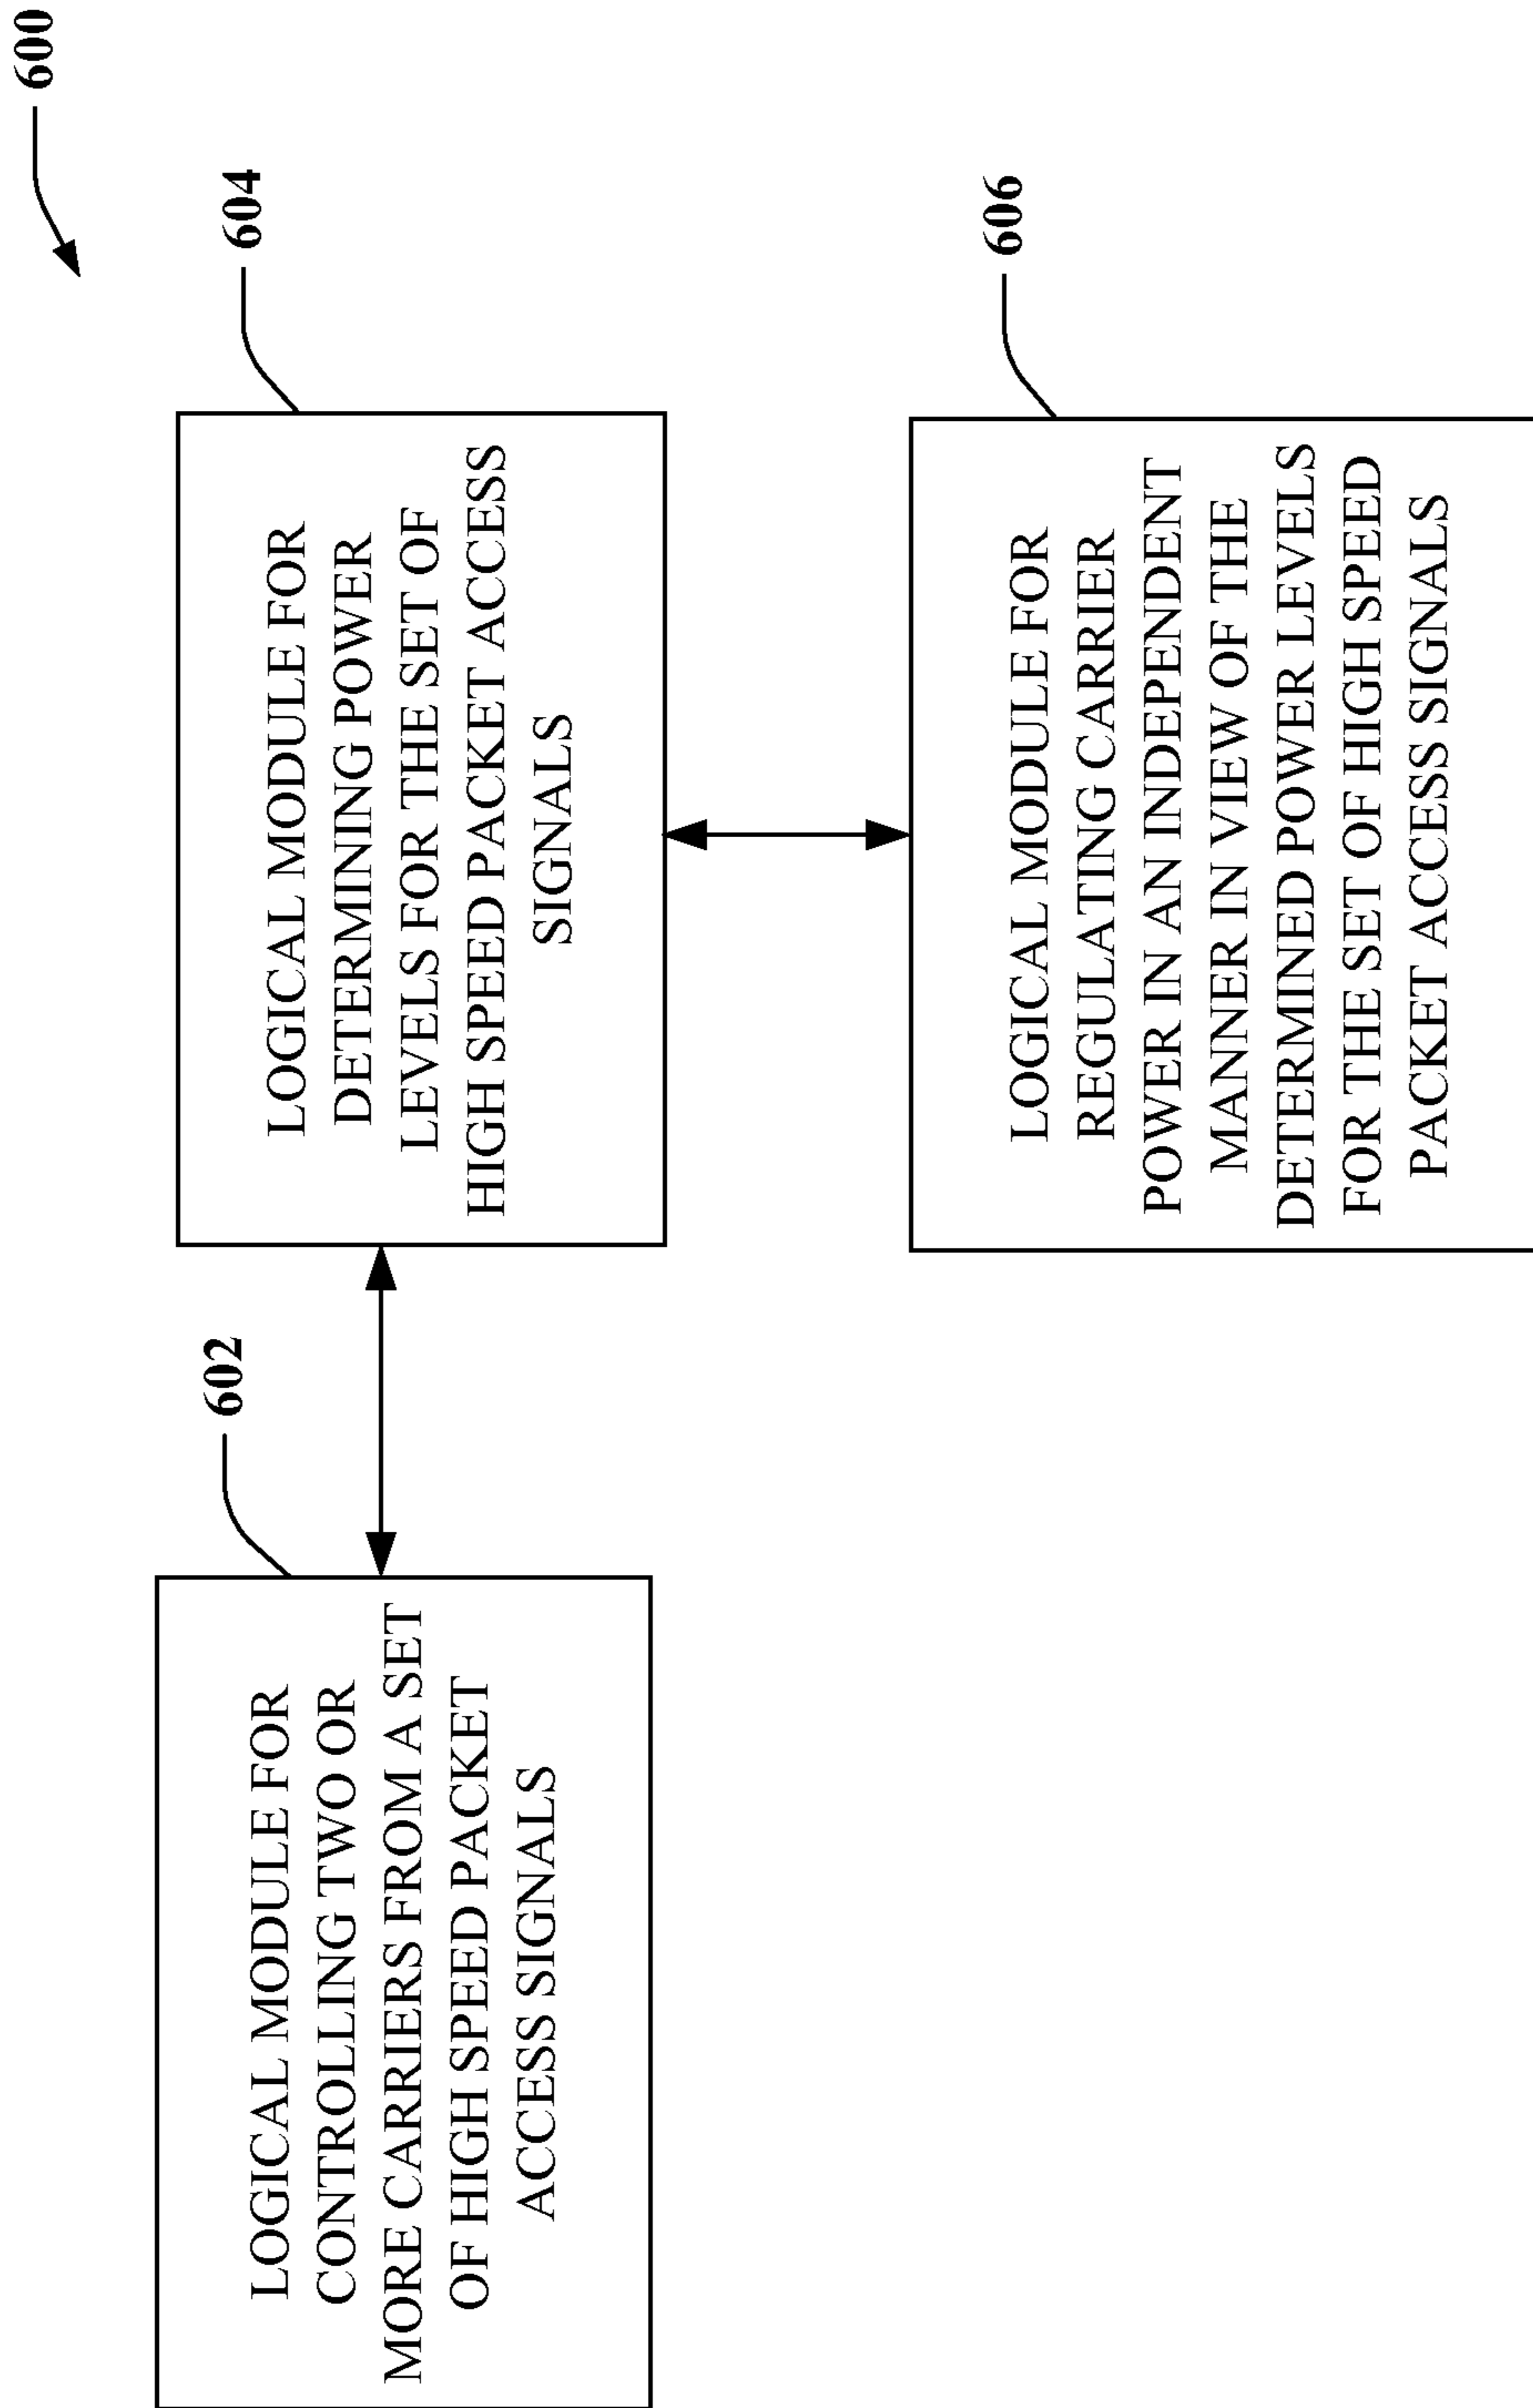 600
602
LOGICAL MODULE FOR
CONTROLLING TWO OR
MORE CARRIERS FROM A SET
OF HIGH SPEED PACKET
ACCESS SIGNALS
604
LOGICAL MODULE FOR
DETERMINING POWER
LEVELS FOR THE SET OF
HIGH SPEED PACKET ACCESS
SIGNALS
606
LOGICAL MODULE FOR
REGULATING CARRIER
POWER IN AN INDEPENDENT
MANNER IN VIEW OF THE
DETERMINED POWER LEVELS
FOR THE SET OF HIGH SPEED
PACKET ACCESS SIGNALS